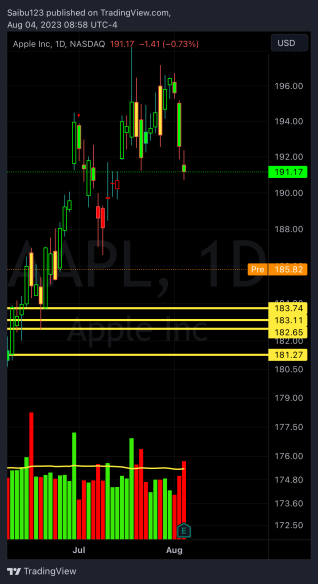 Saibu123 published on TradingView.com,
Aug 04, 2023 08:58 UTC-4
Apple Inc, 1D, NASDAQ 191.17 −1.41 (−0.73%)
USD
196.00
194.00
192.00
191.17
190.00
188.00
AAPL, 1D
Pre 185.82
183.74
183.11
182.65
Apple Inc
182.00
181.27
180.50
179.00
177.50
176.00
174.80
173.60
172.50
E
Jul Aug
TradingView